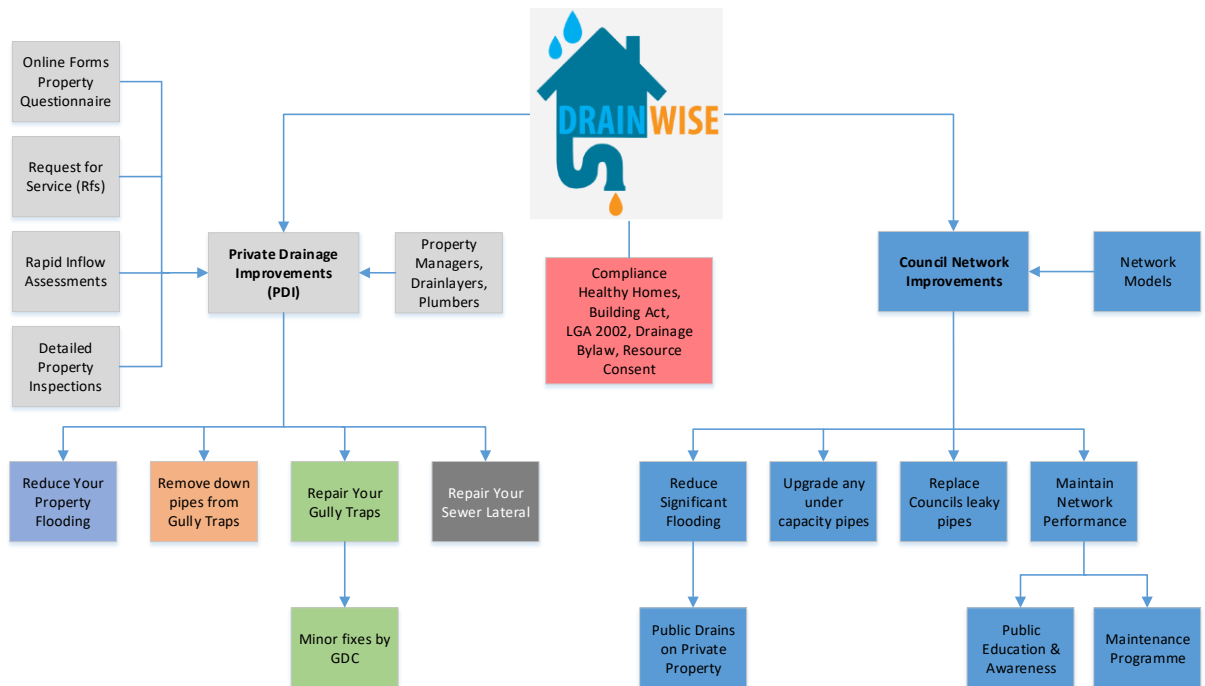 Online Forms
Property
Questionnaire
Request for
Service (Rfs)
Rapid Inflow
Assessments
Detailed
Property
Inspections
DRAINWISE
Private Drainage
Improvements
(PDI)
Property
Managers,
Drainlayers,
Plumbers
Compliance
Healthy Homes,
Building Act,
LGA 2002, Drainage
Bylaw, Resource
Consent
Council Network
Improvements
Network
Models
Reduce Your
Property
Flooding
Remove down
pipes from
Gully Traps
Repair Your
Gully Traps
Repair Your
Sewer Lateral
Minor fixes by
GDC
Reduce
Significant
Flooding
Upgrade any
under
capacity pipes
Replace
Councils leaky
pipes
Maintain
Network
Performance
Public Drains
on Private
Property
Public
Education &
Awareness
Maintenance
Programme